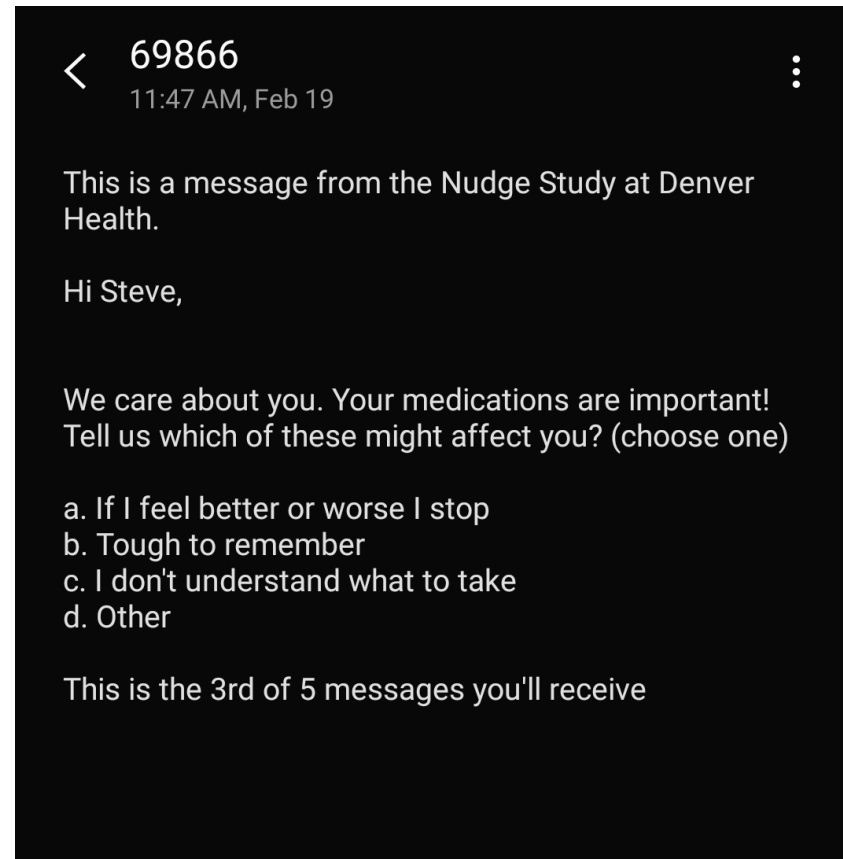 69866
11:47 AM, Feb 19
This is a message from the Nudge Study at Denver
Health.
Hi Steve,
We care about you. Your medications are important!
Tell us which of these might affect you? (choose one)
a. If I feel better or worse I stop
b. Tough to remember
c. I don't understand what to take
d. Other
This is the 3rd of 5 messages you'll receive